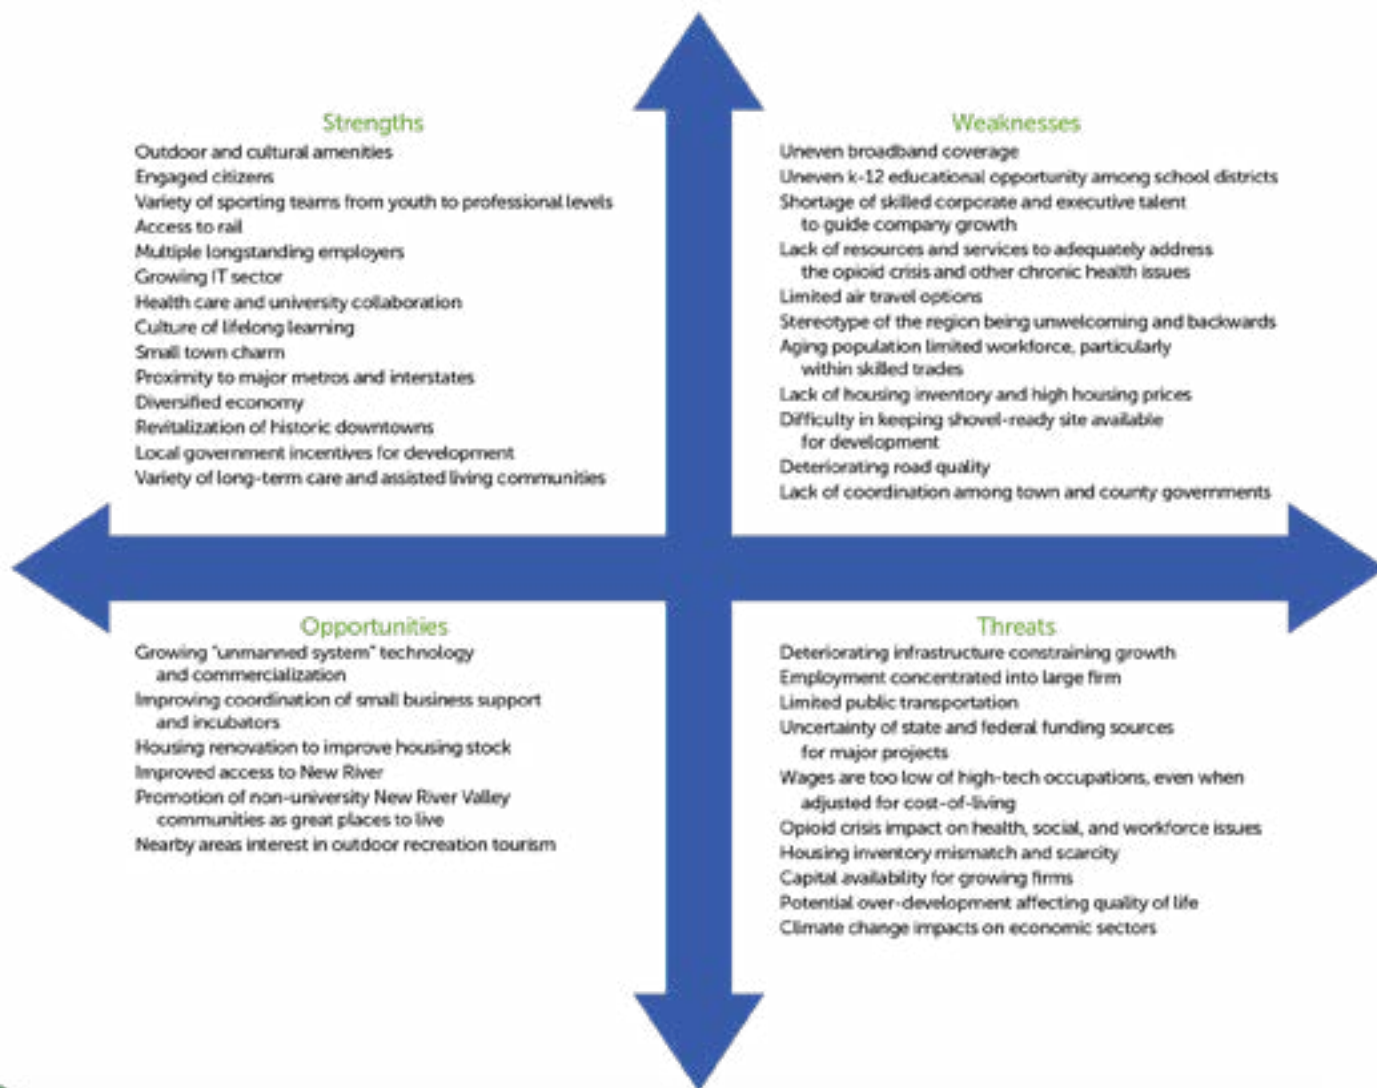 Strengths
Outdoor and cultural amenities
Engaged citizens
Variety of sporting teams from youth to professional levels
Access to rail
Multiple longstanding employers
Growing IT sector
Health care and university collaboration
Culture of lifelong learning
Small town charm
Proximity to major metros and interstates
Diversified economy
Revitalization of historic downtowns
Local government incentives for development
Variety of long-term care and assisted living communities
Weaknesses
Uneven broadband coverage
Uneven k-12 educational opportunity among school districts
Shortage of skilled corporate and executive talent
to guide company growth
Lack of resources and services to adequately address
the opioid crisis and other chronic health issues
Limited air travel options
Stereotype of the region being unwelcoming and backwards
Aging population limited workforce, particularly
within skilled trades
Lack of housing inventory and high housing prices
Difficulty in keeping shovel-ready site available
for development
Deteriorating road quality
Lack of coordination among town and county governments
Opportunities
Growing "unmanned system" technology
and commercialization
Improving coordination of small business support
and incubators
Housing renovation to improve housing stock
Improved access to New River
Promotion of non-university New River Valley
communities as great places to live
Nearby areas interest in outdoor recreation tourism
Threats
Deteriorating infrastructure constraining growth
Employment concentrated into large firm
Limited public transportation
Uncertainty of state and federal funding sources
for major projects
Wages are too low of high-tech occupations, even when
adjusted for cost-of-living
Opioid crisis impact on health, social, and workforce issues
Housing inventory mismatch and scarcity
Capital availability for growing firms
Potential over-development affecting quality of life
Climate change impacts on economic sectors